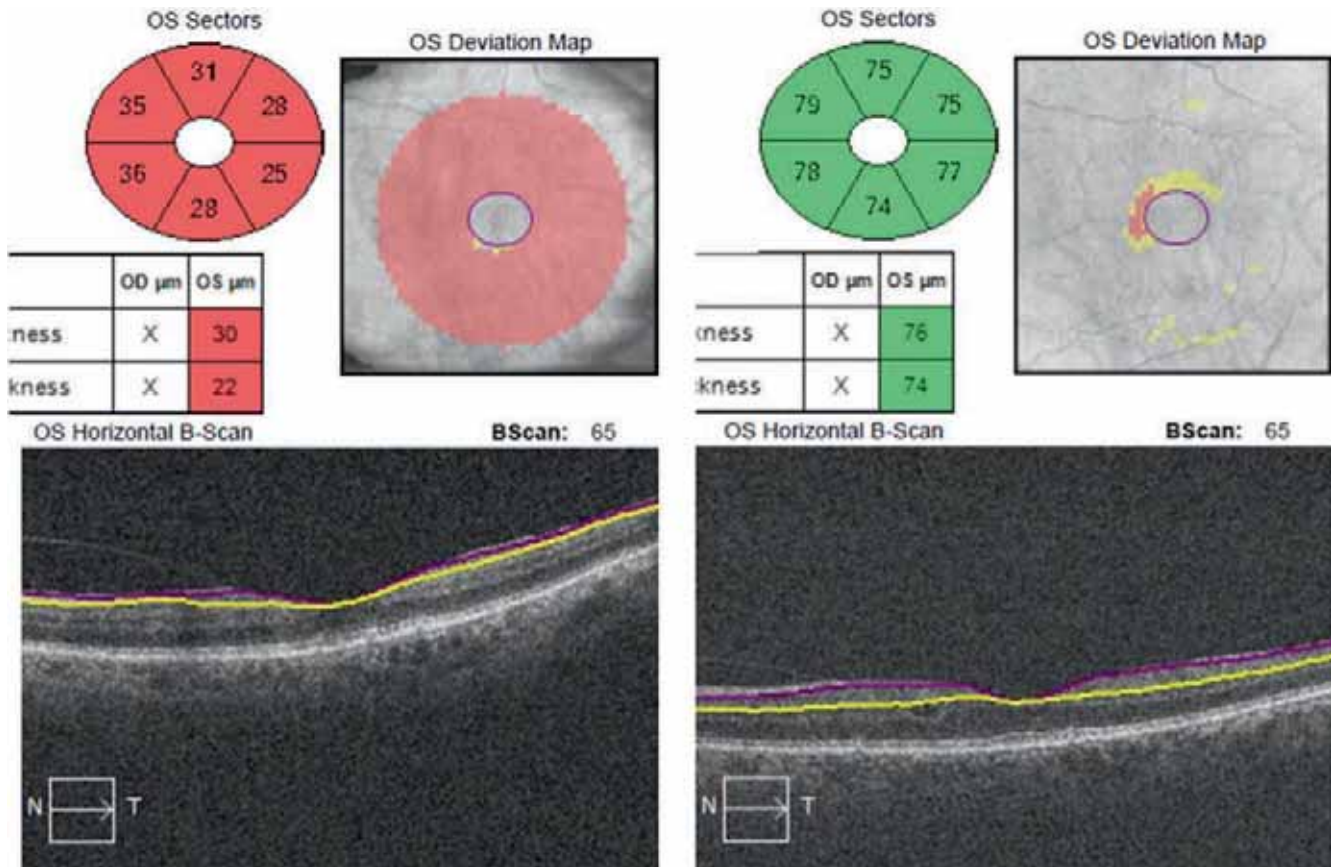 OS Sectors
OS Deviation Map
31
35
28
36
25
28
OD µm
OS µm
kness
X
30
ckness
X
22
OS Horizontal B-Scan
BScan: 65
N
T
OS Sectors
OS Deviation Map
75
79
75
78
77
74
OD µm
OS µm
kness
X
76
kness
X
74
OS Horizontal B-Scan
BScan: 65
N
T